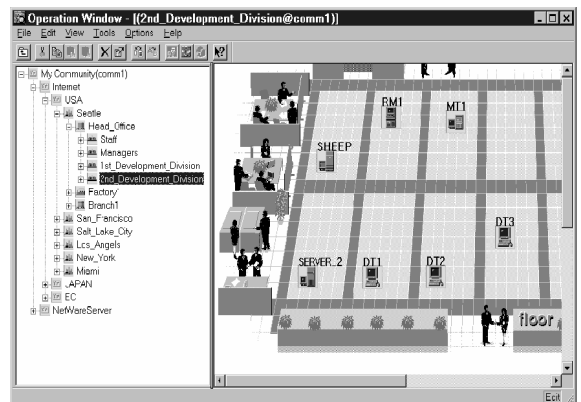 Operation Window - [(2nd_Development_Division@comm1)]
File Edit View Tools Options Help
My Community(comm1)
Internet
USA
Seatle
Head_Office
Staff
Managers
1st_Development_Division
2nd_Development_Division
Factory
Branch1
San_Francisco
Salt_Lake_City
Los_Angels
New_York
Miami
JAPAN
EC
NetWareServer
RM1
MT1
SHEEP
DT3
SERVER_2
DT1
DT2
floor
Edit